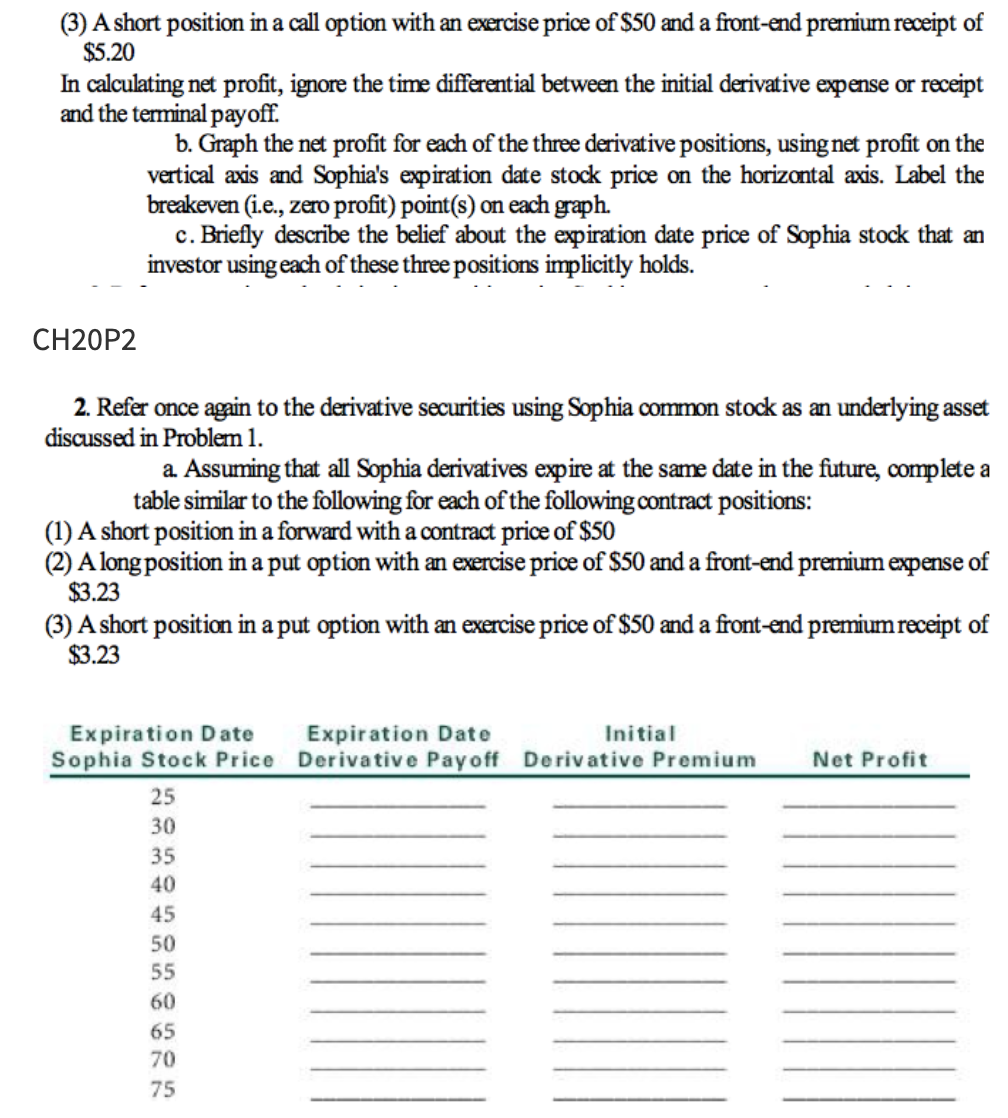 (3) A short position in a call option with an exercise price of $50 and a front-end premium receipt of
$5.20
In calculating net profit, ignore the time differential between the initial derivative expense or receipt
and the terminal payoff.
b. Graph the net profit for each of the three derivative positions, using net profit on the
vertical axis and Sophia's expiration date stock price on the horizontal axis. Label the
breakeven (i.e., zero profit) point(s) on each graph.
c. Briefly describe the belief about the expiration date price of Sophia stock that an
investor using each of these three positions implicitly holds.
CH20P2
2. Refer once again to the derivative securities using Sophia common stock as an underlying asset
discussed in Problem 1.
a. Assuming that all Sophia derivatives expire at the same date in the future, complete a
table similar to the following for each of the following contract positions:
(1) A short position in a forward with a contract price of $50
(2) A long position in a put option with an exercise price of $50 and a front-end premium expense of
$3.23
(3) A short position in a put option with an exercise price of $50 and a front-end premium receipt of
$3.23
Expiration Date Expiration Date Initial
Sophia Stock Price Derivative Payoff Derivative Premium Net Profit
25
30
35
40
45
50
55
60
65
70
75